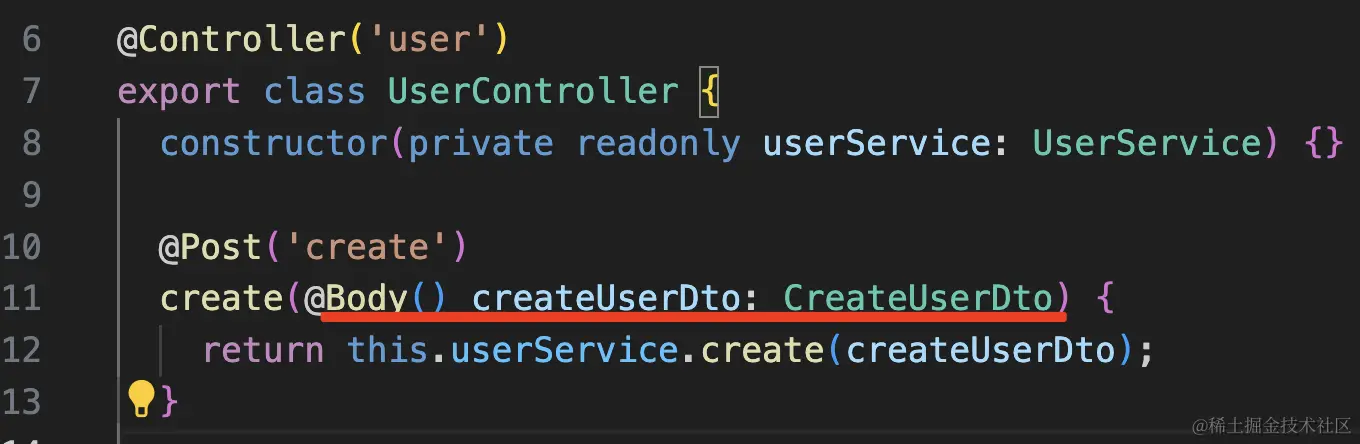 6 @Controller('user')
7 export class UserController {
8 constructor(private readonly userService: UserService) {}
9
10 @Post('create')
11 create(@Body() createUserDto: CreateUserDto) {
12 return this.userService.create(createUserDto);
13 }
14
@稀土掘金技术社区